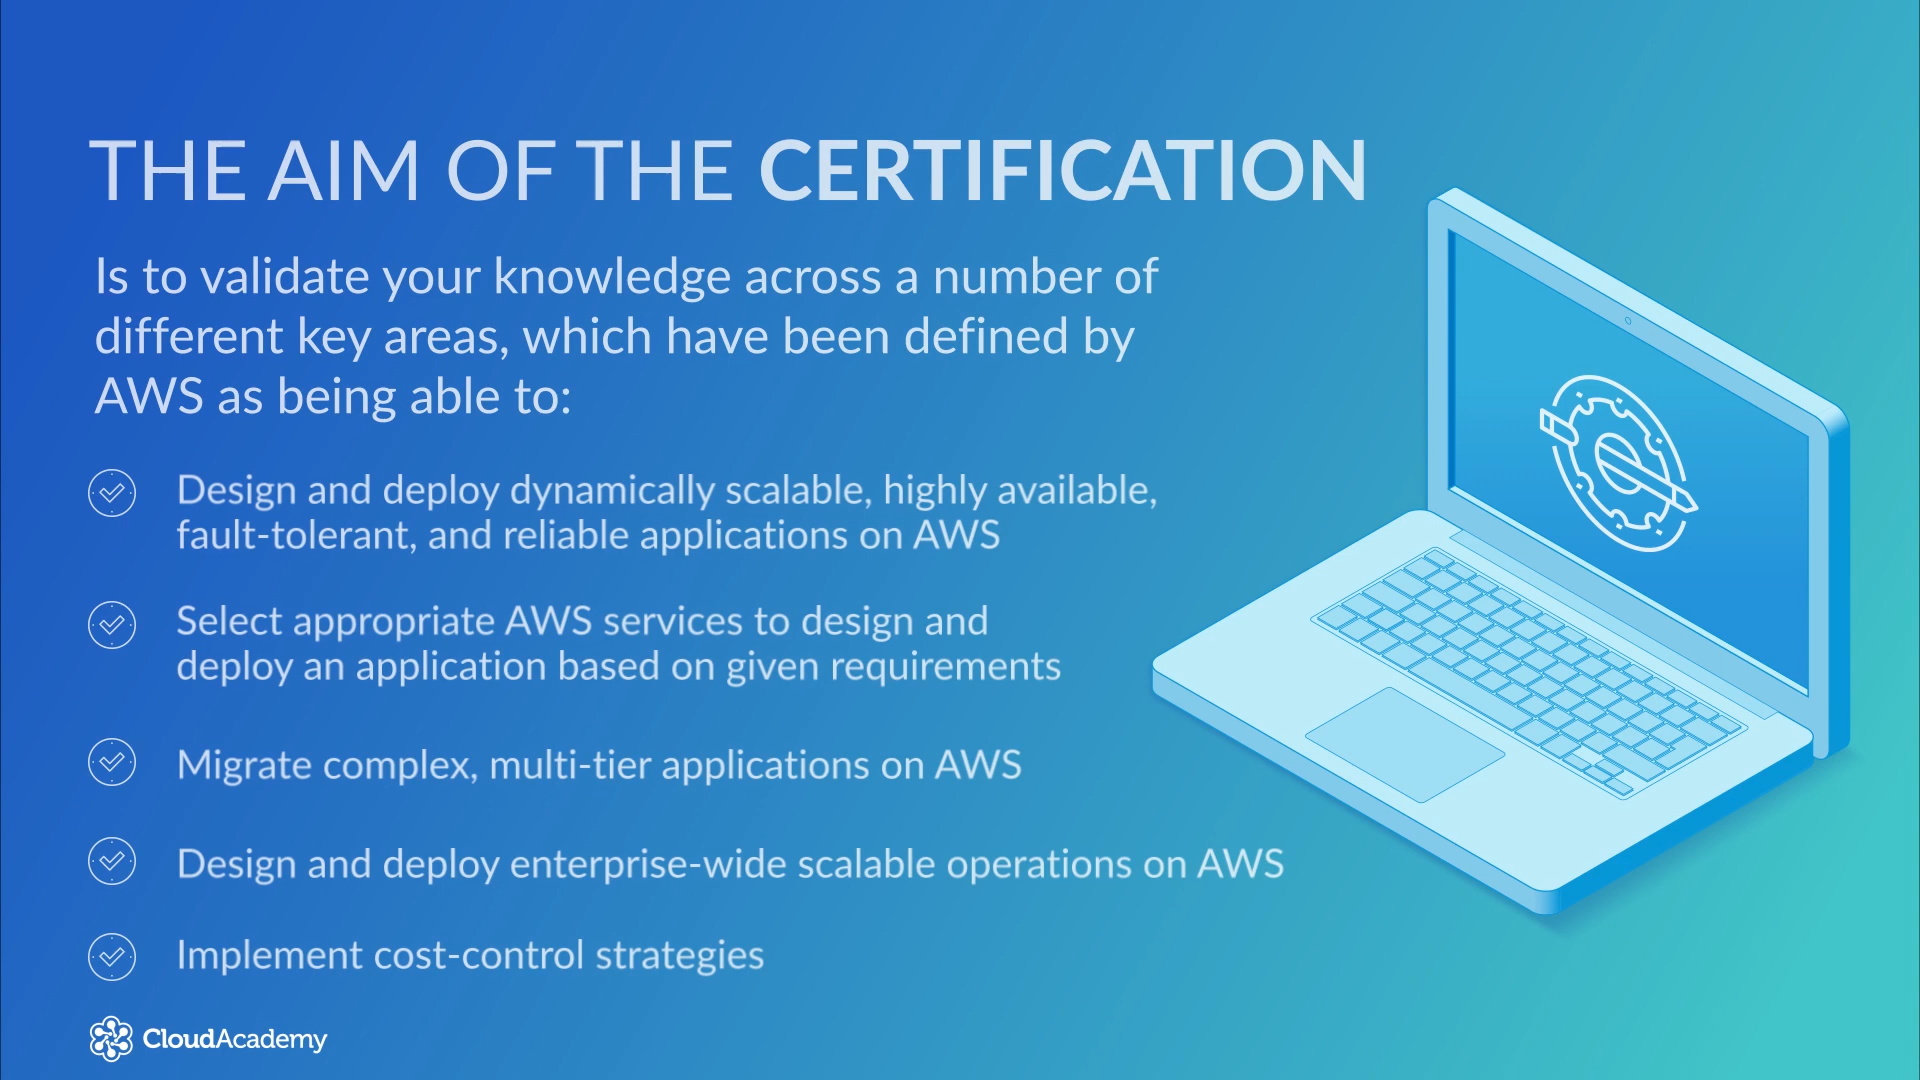 THE AIM OF THE CERTIFICATION
Is to validate your knowledge across a number of
different key areas, which have been defined by
AWS as being able to:
Design and deploy dynamically scalable, highly available,
fault-tolerant, and reliable applications on AWS
Select appropriate AWS services to design and
deploy an application based on given requirements
Migrate complex, multi-tier applications on AWS
Design and deploy enterprise-wide scalable operations on AWS
Implement cost-control strategies
CloudAcademy